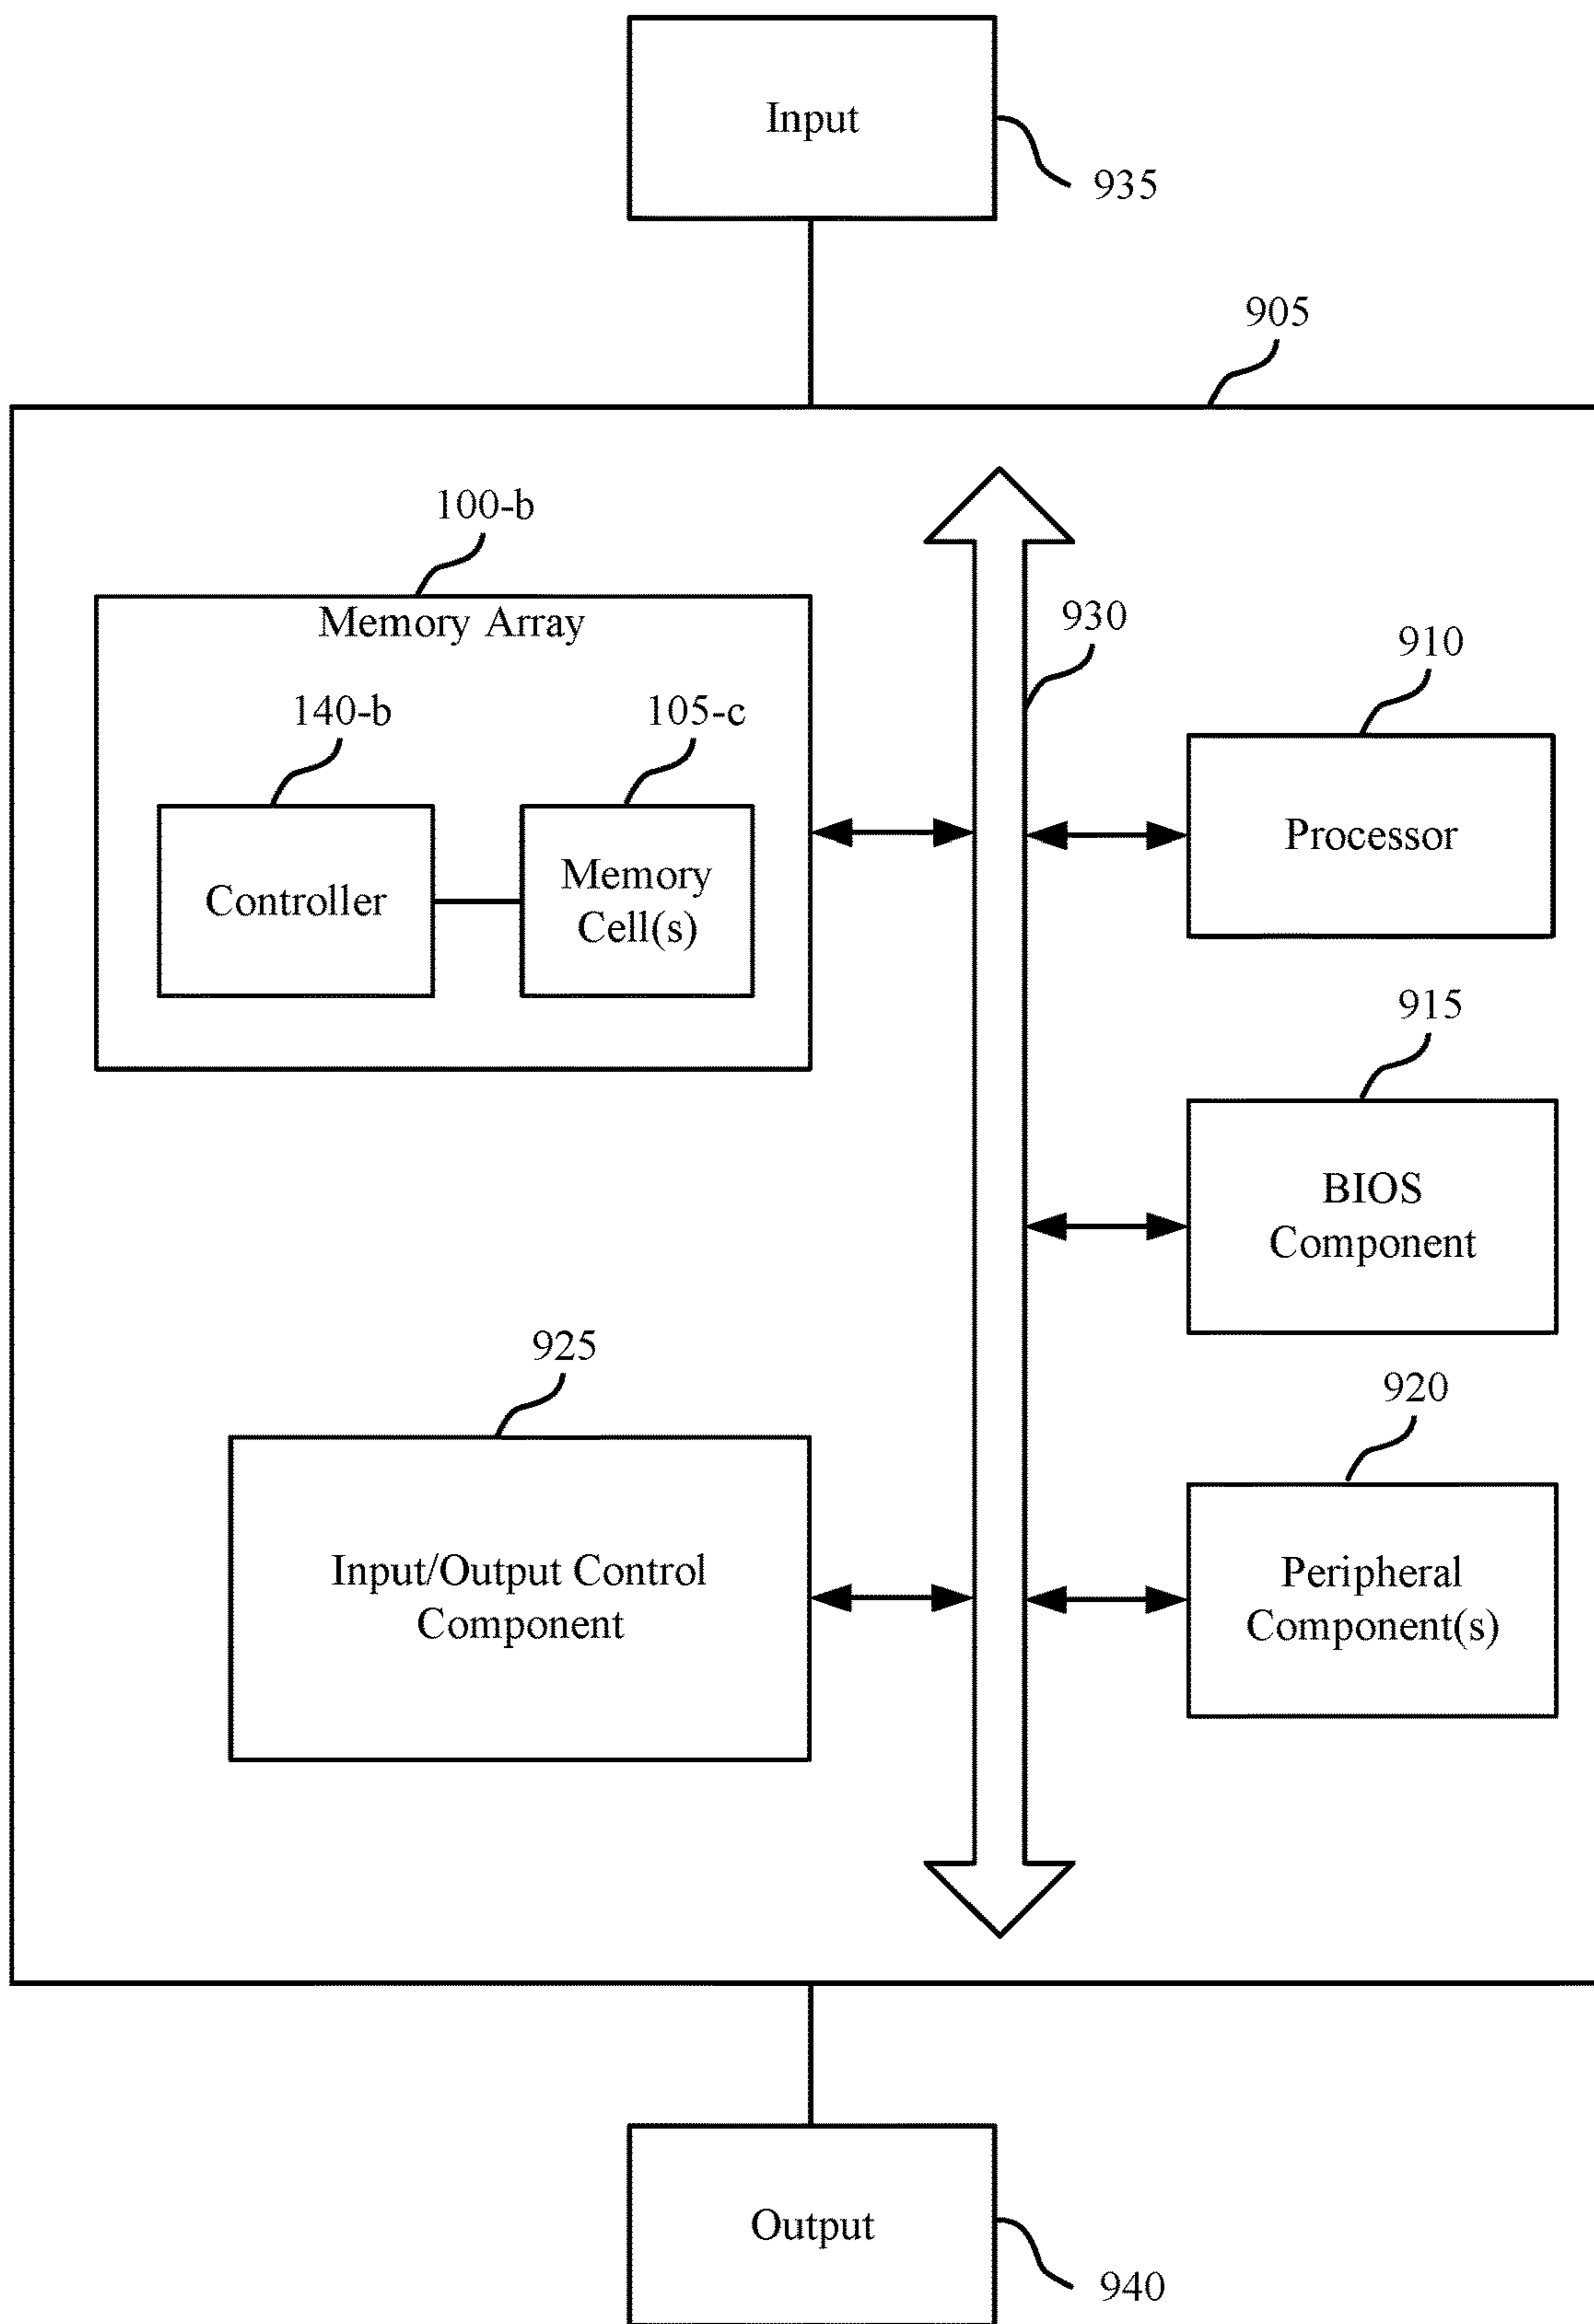 Input
935
905
100-b
Memory Array
930
910
140-b
105-c
Processor
Controller
Memory
Cell(s)
915
BIOS
Component
925
920
Input/Output Control
Component
Peripheral
Component(s)
Output
940